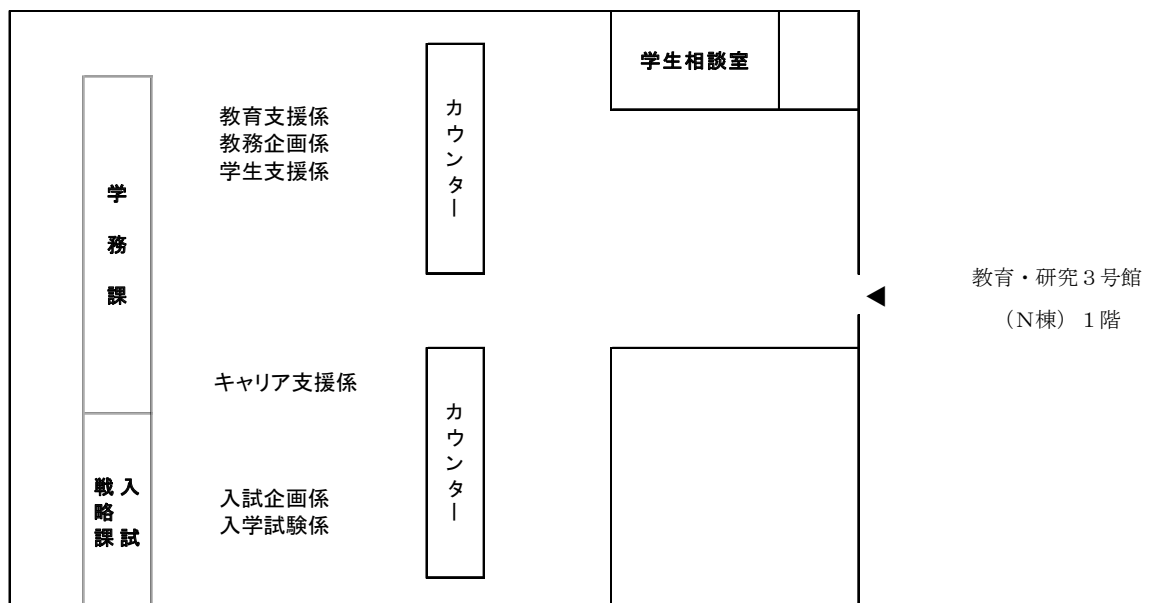 学生相談室
教育支援係
教務企画係
学生支援係
カウンター
学務課
教育・研究３号館
（Ｎ棿）１階
キャリア支援係
カウンター
入試戦略課
入試企画係
入学試験係